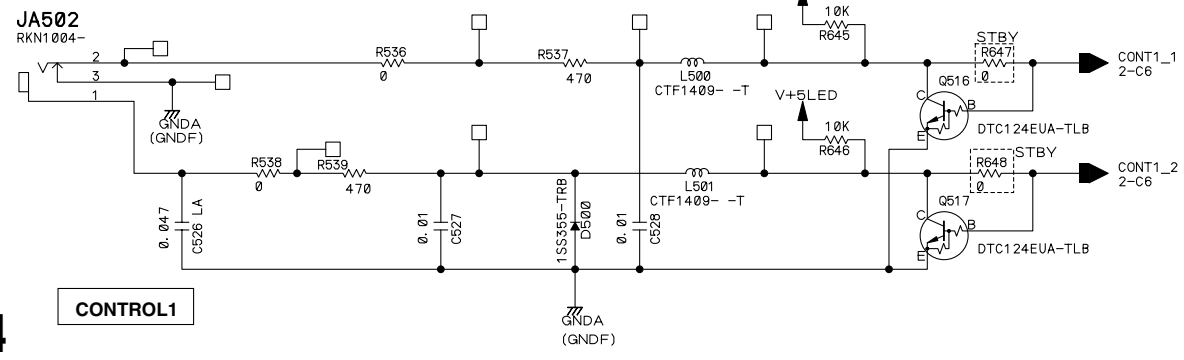 JA502
RKN1004-
2
3
1
GNDA
(GNDF)
R536
0
R537
470
L500
CTF1409- -T
10K
R645
STBY
R647
0
CONT1_1
2-C6
Q516
C
B
E
DTC124EUA-TLB
V+5LED
10K
R646
R538
0
R539
470
L501
CTF1409- -T
STBY
R648
0
CONT1_2
2-C6
Q517
C
B
E
DTC124EUA-TLB
0.047
C526 LA
0.01
C527
1SS355-TRB
D500
0.01
C528
GNDA
(GNDF)
CONTROL1